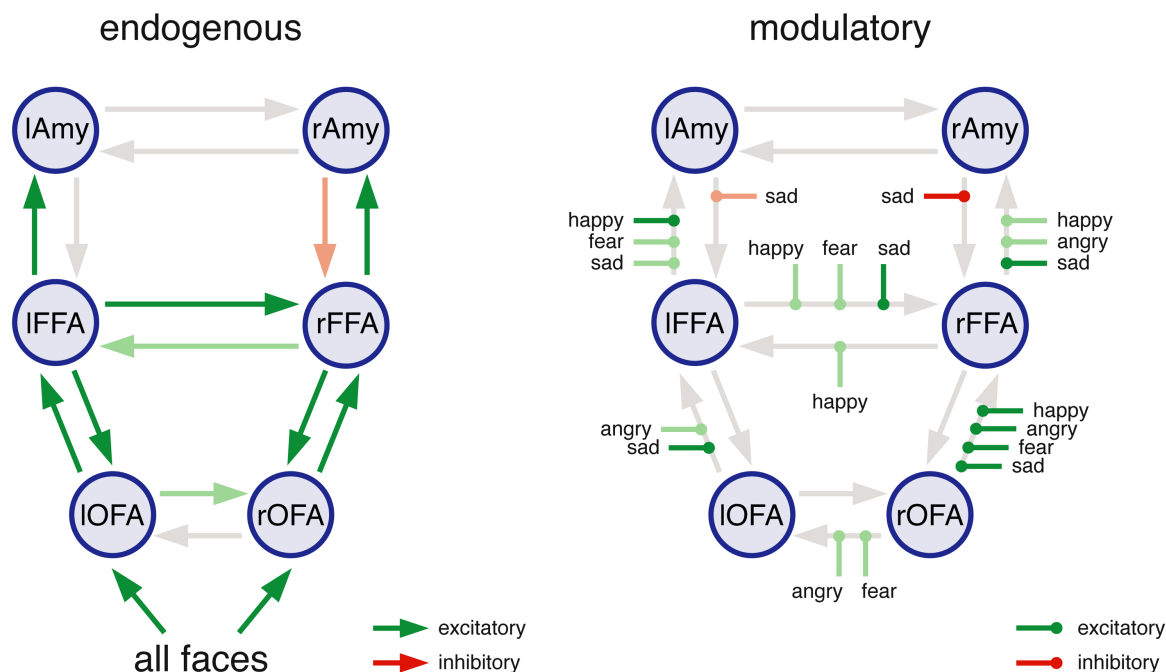 endogenous
lAmy
rAmy
lFFA
rFFA
lOFA
rOFA
all faces
excitatory
inhibitory
modulatory
lAmy
rAmy
sad
sad
happy
fear
sad
happy
fear
sad
happy
angry
sad
lFFA
rFFA
happy
angry
sad
happy
angry
fear
sad
lOFA
rOFA
angry
fear
excitatory
inhibitory